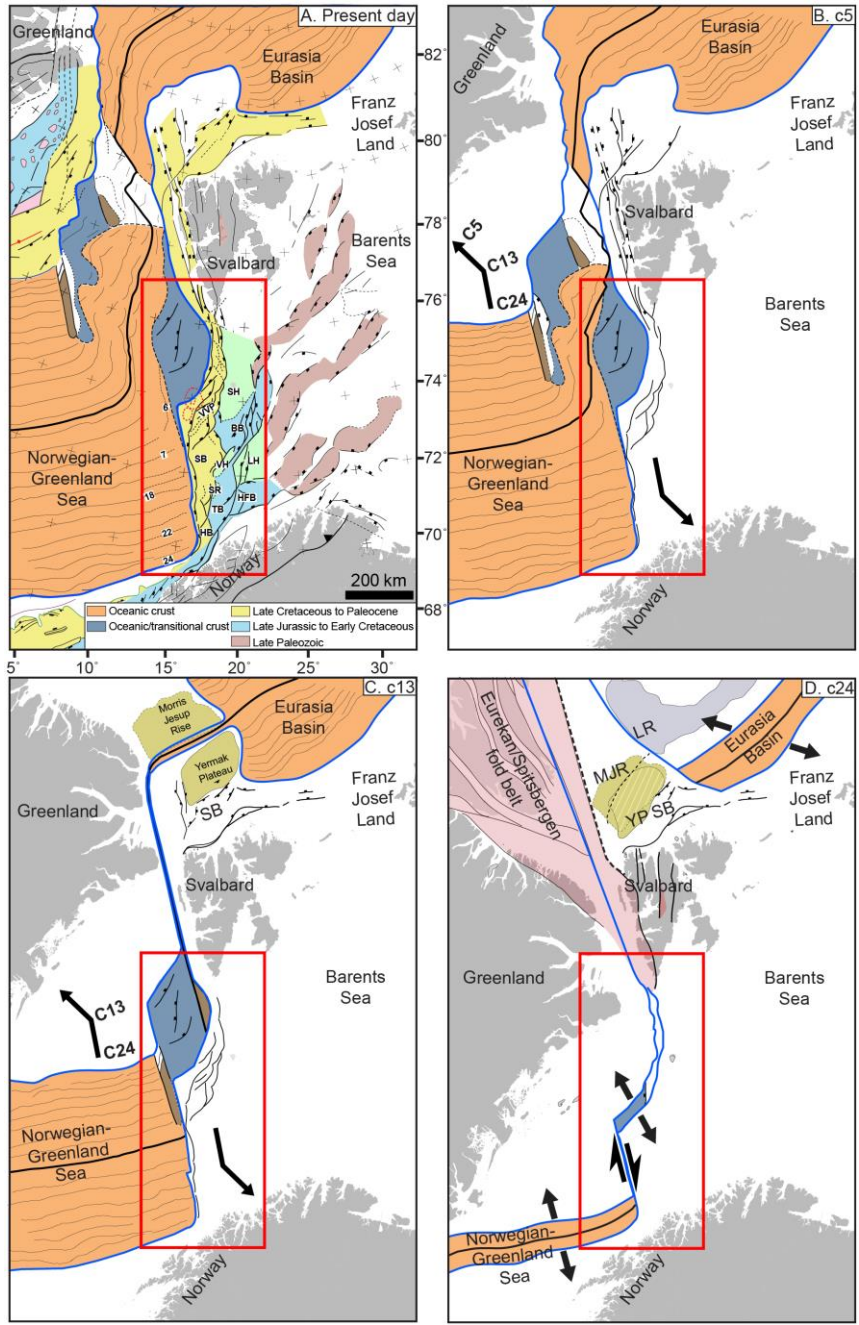 A. Present day
Greenland
Eurasia
Basin
Franz
Josef
Land
Svalbard
Barents
Sea
SH
VVP
BB
SB
VH
LH
SR
HFB
TB
HB
6
7
18
22
24
Norwegian-
Greenland
Sea
Norway
200 km
Oceanic crust
Oceanic/transitional crust
Late Cretaceous to Paleocene
Late Jurassic to Early Cretaceous
Late Paleozoic
5°
10°
15°
20°
25°
30°
82°
80°
78°
76°
74°
72°
70°
68°
B. c5
Greenland
Eurasia
Basin
Franz
Josef
Land
Svalbard
C5
C13
C24
Barents
Sea
Norwegian-
Greenland
Sea
Norway
C. c13
Morris
Jesup
Rise
Eurasia
Basin
Yermak
Plateau
SB
Franz
Josef
Land
Greenland
Svalbard
Barents
Sea
C13
C24
Norwegian-
Greenland
Sea
Norway
D. c24
Eurekan/Spitsbergen
fold belt
LR
Eurasia
Basin
MJR
YP
SB
Franz
Josef
Land
Svalbard
Greenland
Barents
Sea
Norwegian-
Greenland
Sea
Norway